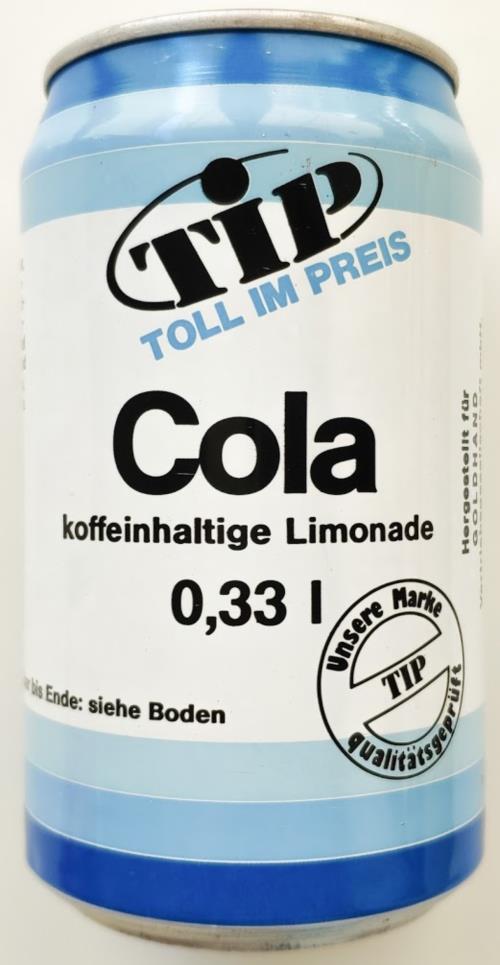 TIP
TOLL IM PREIS
Cola
koffeinhaltige Limonade
0,33 l
Unsere Marke
TIP
qualitätsgeprüft
bis Ende: siehe Boden
Hergestellt für
GOLDHAND